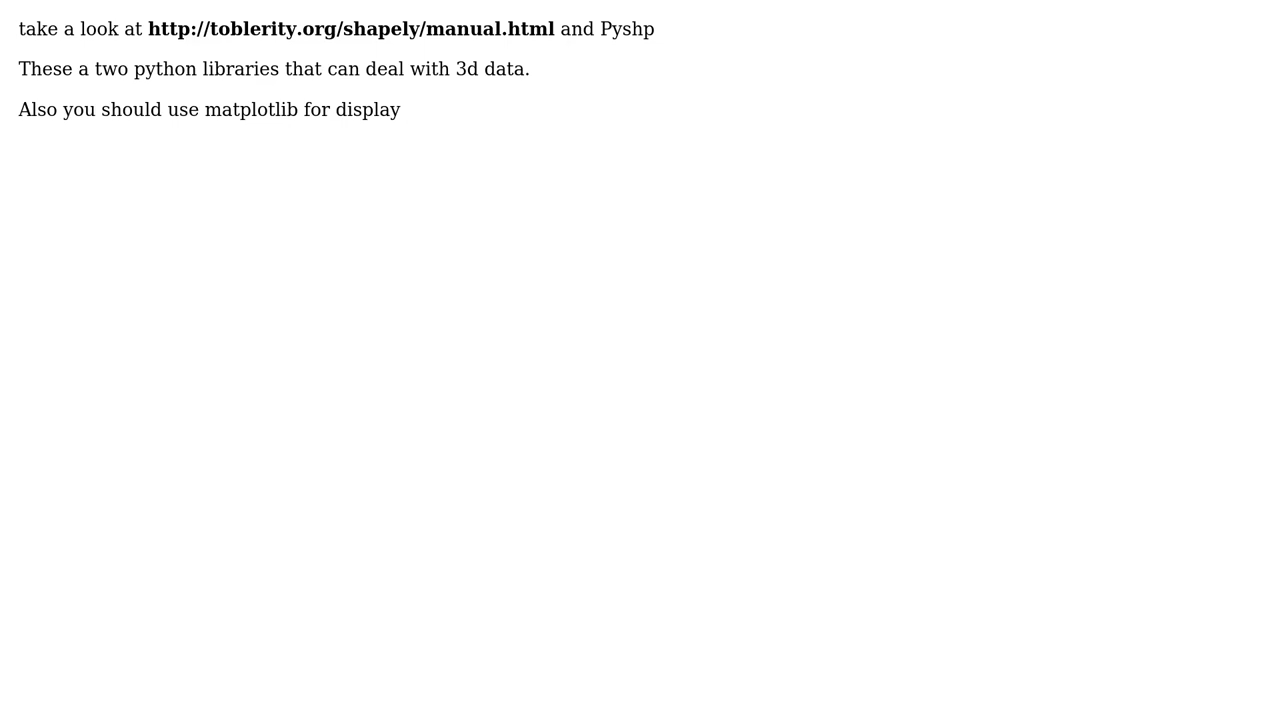 take a look at http://toblerity.org/shapely/manual.html and Pyshp
These a two python libraries that can deal with 3d data.
Also you should use matplotlib for display